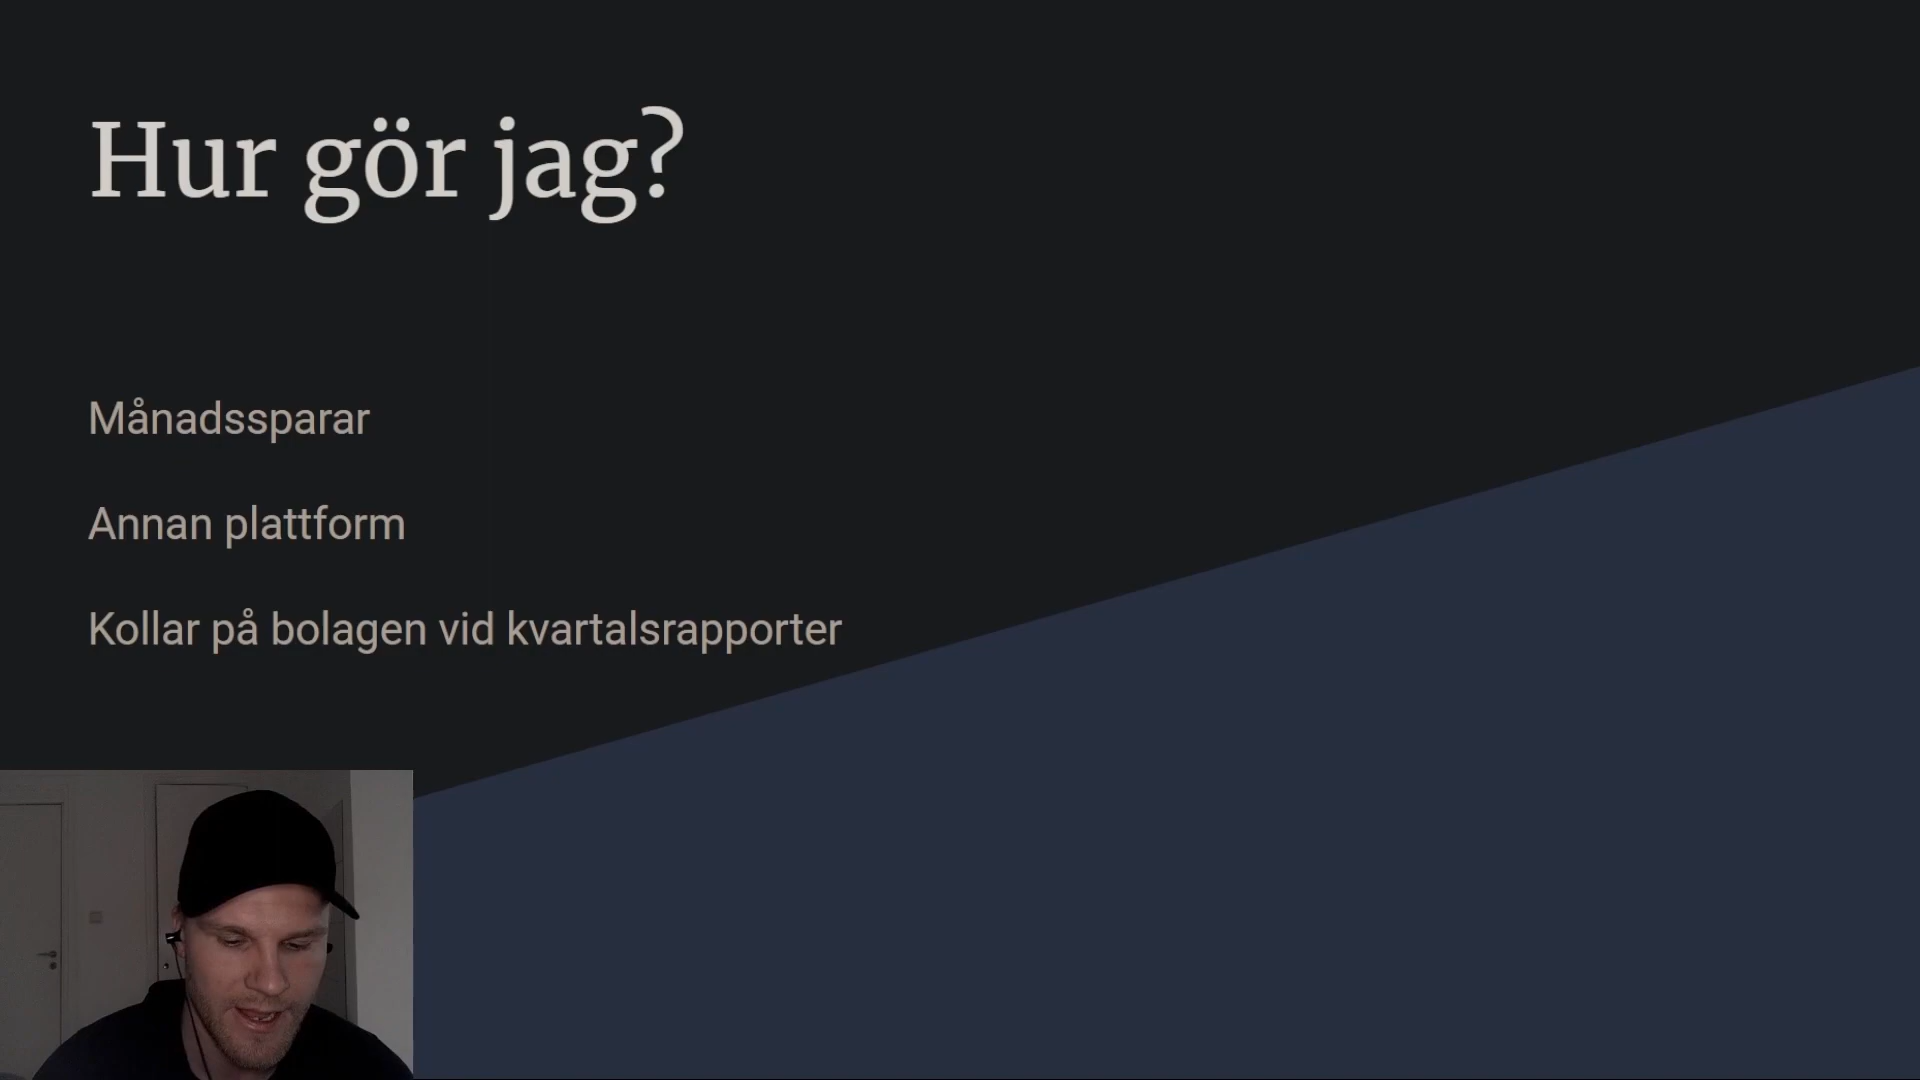 Hur gör jag?
Månadssparar
Annan plattform
Kollar på bolagen vid kvartalsrapporter